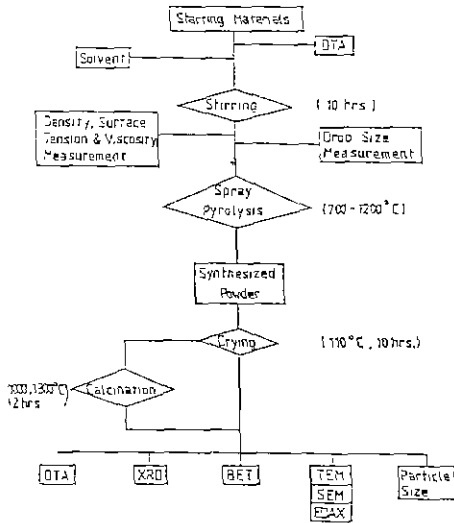 Starring Materials
DTA
Solvent
Stirring
(10 hrs)
Density, Surface
Tension & Viscosity
Measurement
Drop Size
Measurement
Spray
Pyrolysis
(700-1200°C)
Synthesized
Powder
Drying
(110°C, 10 hrs.)
Calcination
2 hrs
DTA
XRD
BET
TEM
SEM
EDAX
Particle
Size